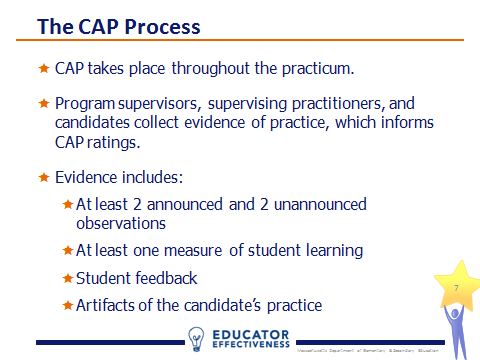 The CAP Process
CAP takes place throughout the practicum.
Program supervisors, supervising practitioners, and
candidates collect evidence of practice, which informs
CAP ratings.
Evidence includes:
At least 2 announced and 2 unannounced
observations
At least one measure of student learning
Student feedback
Artifacts of the candidate's practice
7
EDUCATOR
EFFECTIVENESS
Massachusetts Department of Elementary & Secondary Education